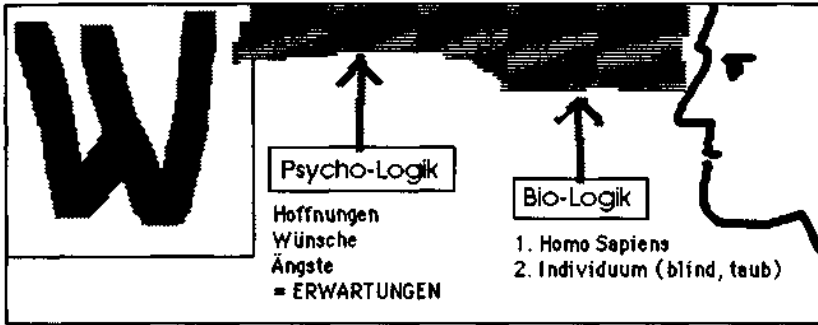 W
Psycho-Logik
Hoffnungen
Wünsche
Ängste
= ERWARTUNGEN
Bio-Logik
1. Homo Sapiens
2. Individuum (blind, taub)